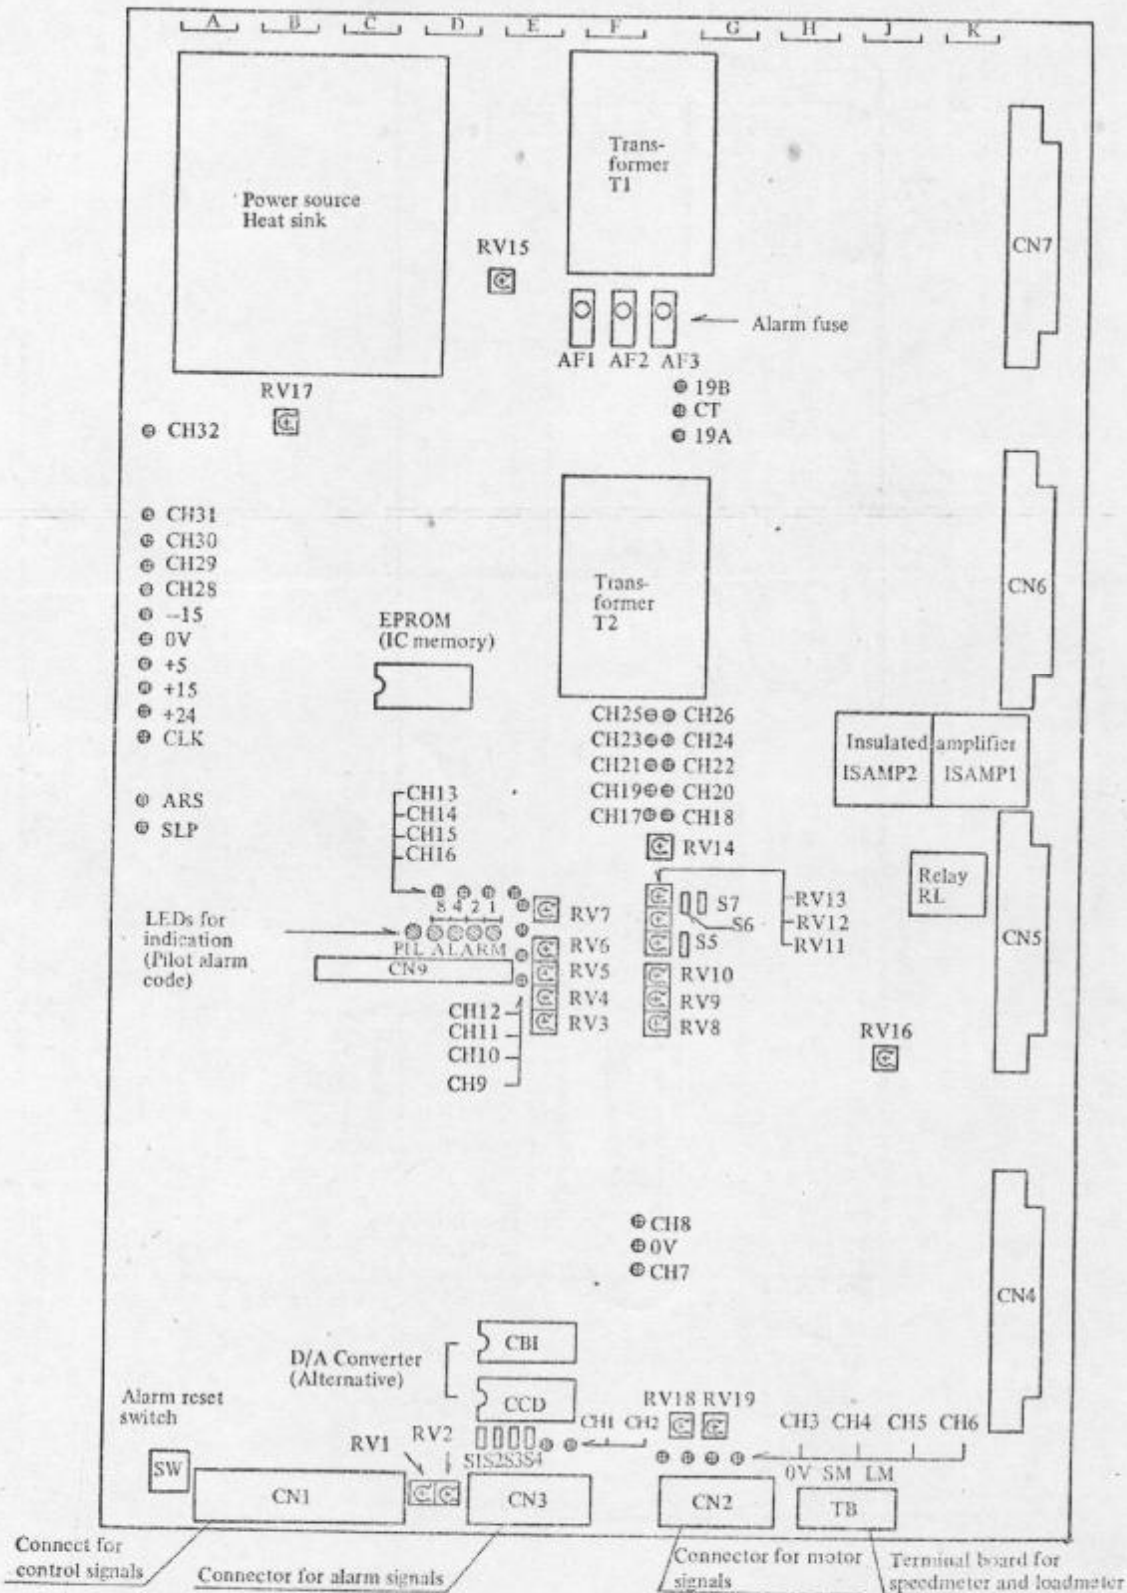 A B C D E F G H J K
Power source
Heat sink
Trans-
former
T1
CN7
RV15
Alarm fuse
AF1 AF2 AF3
RV17
19B
CT
19A
CH32
CH31
CH30
CH29
CH28
-15
0V
+5
+15
+24
CLK
ARS
SLP
EPROM
(IC memory)
Trans-
former
T2
CN6
CH25 CH26
CH23 CH24
CH21 CH22
CH19 CH20
CH17 CH18
Insulated amplifier
ISAMP2 ISAMP1
CH13
CH14
CH15
CH16
RV14
Relay
RL
CN5
8 4 2 1
PIL ALARM
CN9
LEDs for
indication
(Pilot alarm
code)
RV7
RV6
RV5
RV4
RV3
S7
S6
S5
RV13
RV12
RV11
RV10
RV9
RV8
CH12
CH11
CH10
CH9
RV16
CH8
0V
CH7
CN4
D/A Converter
(Alternative)
CBI
CCD
Alarm reset
switch
SW
RV1
RV2
S1S2S3S4
CH1 CH2
RV18 RV19
CH3 CH4 CH5 CH6
0V SM LM
CN1
CN3
CN2
TB
Connect for
control signals
Connector for alarm signals
Connector for motor
signals
Terminal board for
speedmeter and loadmeter